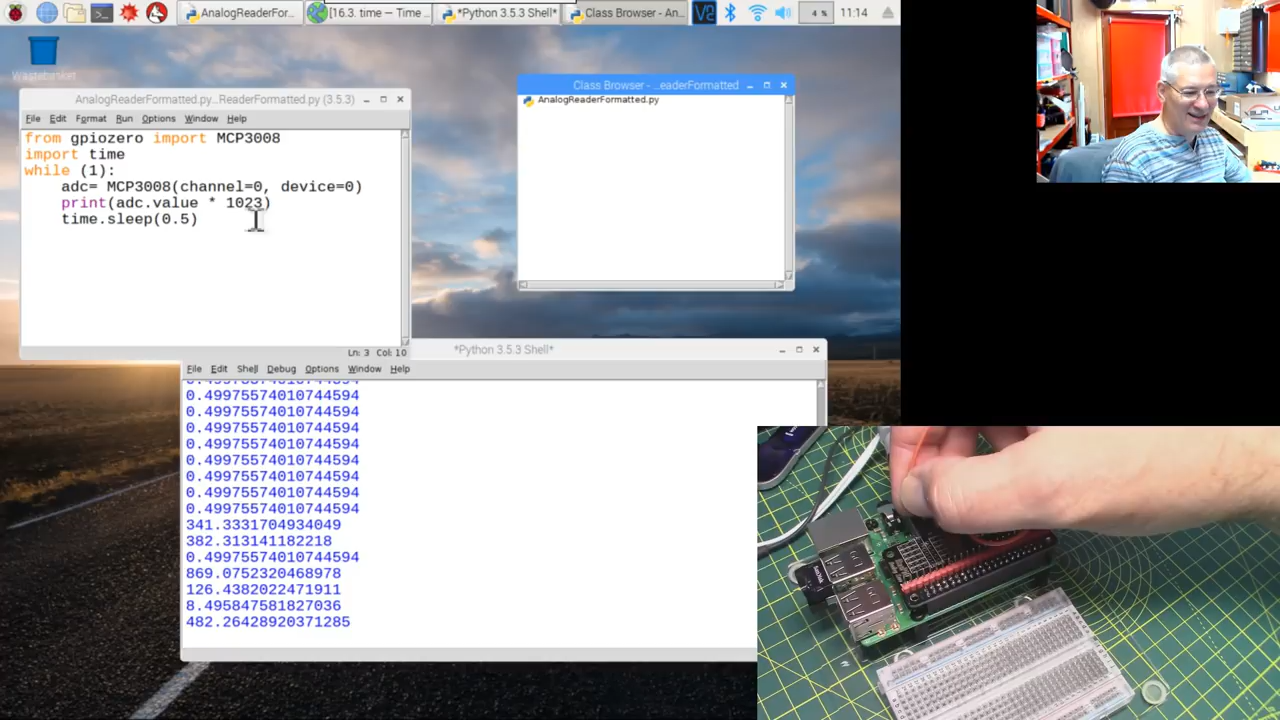 AnalogReaderFor...
[16.3. time — Time ...
*Python 3.5.3 Shell*
Class Browser - An...
V2
4 %
11:14
Wastebasket
AnalogReaderFormatted.py...ReaderFormatted.py (3.5.3)
File Edit Format Run Options Window Help
from gpiozero import MCP3008
import time
while (1):
adc= MCP3008(channel=0, device=0)
print(adc.value * 1023)
time.sleep(0.5)
Ln: 3 Col: 10
Class Browser - ...eaderFormatted
AnalogReaderFormatted.py
*Python 3.5.3 Shell*
File Edit Shell Debug Options Window Help
0.49975574010744594
0.49975574010744594
0.49975574010744594
0.49975574010744594
0.49975574010744594
0.49975574010744594
0.49975574010744594
0.49975574010744594
0.49975574010744594
341.3331704934049
382.313141182218
0.49975574010744594
869.0752320468978
126.4382022471911
8.495847581827036
482.26428920371285
SanDisk